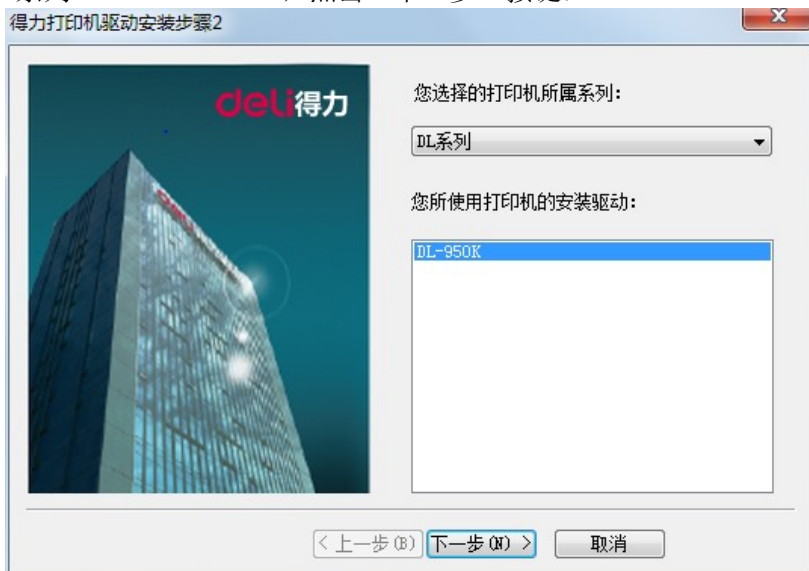 得力打印机驱动安装步骤2
deli得力
您选择的打印机所属系列:
DL系列
您所使用打印机的安装驱动:
DL-950K
< 上一步(B)
下一步(N) >
取消